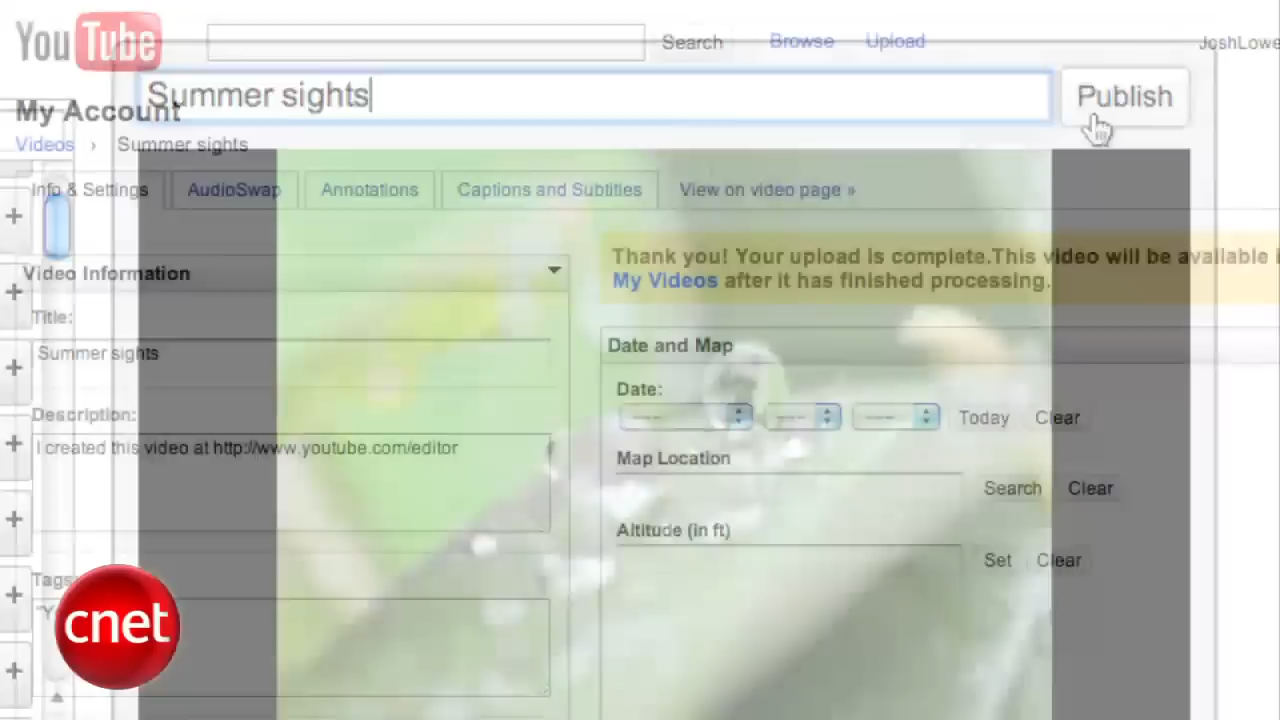 YouTube Search Browse Upload JoshLowe
Summer sights Publish
My Account
Videos › Summer sights
Info & Settings AudioSwap Annotations Captions and Subtitles View on video page »
Thank you! Your upload is complete.This video will be available i
My Videos after it has finished processing.
Video Information
Title:
Summer sights
Description:
I created this video at http://www.youtube.com/editor
Tags
"Y
Date and Map
Date:
Today Clear
Map Location
Search Clear
Altitude (in ft)
Set Clear
cnet